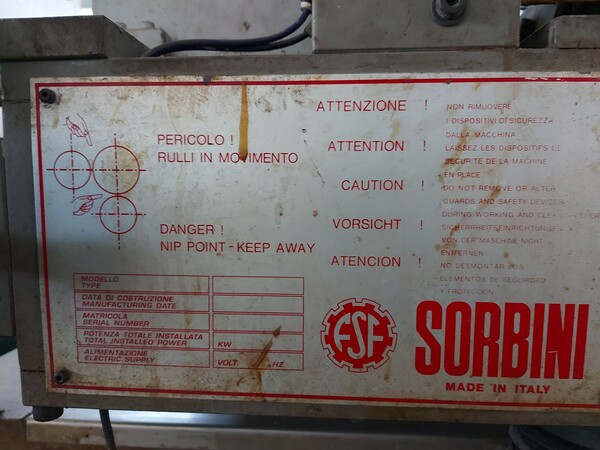 PERICOLO !
RULLI IN MOVIMENTO
DANGER !
NIP POINT - KEEP AWAY
ATTENZIONE !
ATTENTION !
CAUTION !
VORSICHT !
ATENCION !
NON RIMUOVERE
I DISPOSITIVI DI SICUREZZA
DALLA MACCHINA
LAISSEZ LES DISPOSITIFS DE
SECURITE DE LA MACHINE
EN PLACE
DO NOT REMOVE OR ALTER
GUARDS AND SAFETY DEVICES
DURING WORKING AND
SICHERHEITSEINRICHTUNGEN
VON DER MASCHINE NICHT
ENTFERNEN
NO DESMONTAR LOS
ELEMENTOS DE SEGURIDAD
Y PROTECCION
MODELLO
TYPE
DATA DI COSTRUZIONE
MANUFACTURING DATE
MATRICOLA
SERIAL NUMBER
POTENZA TOTALE INSTALLATA
TOTAL INSTALLED POWER
KW
ALIMENTAZIONE
ELECTRIC.SUPPLY
VOLT HZ
FSF
SORBINI
MADE IN ITALY